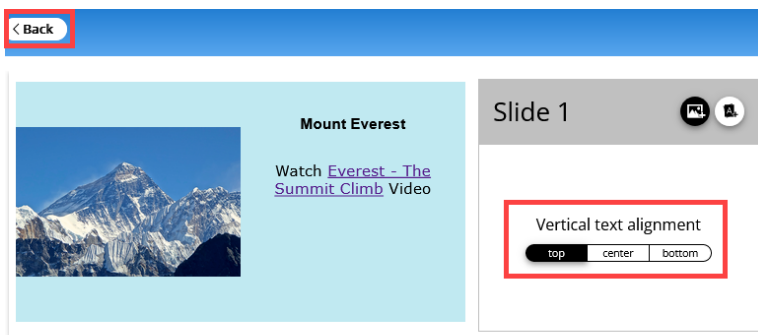 < Back
Mount Everest
Watch Everest - The
Summit Climb Video
Slide 1
Vertical text alignment
top center bottom